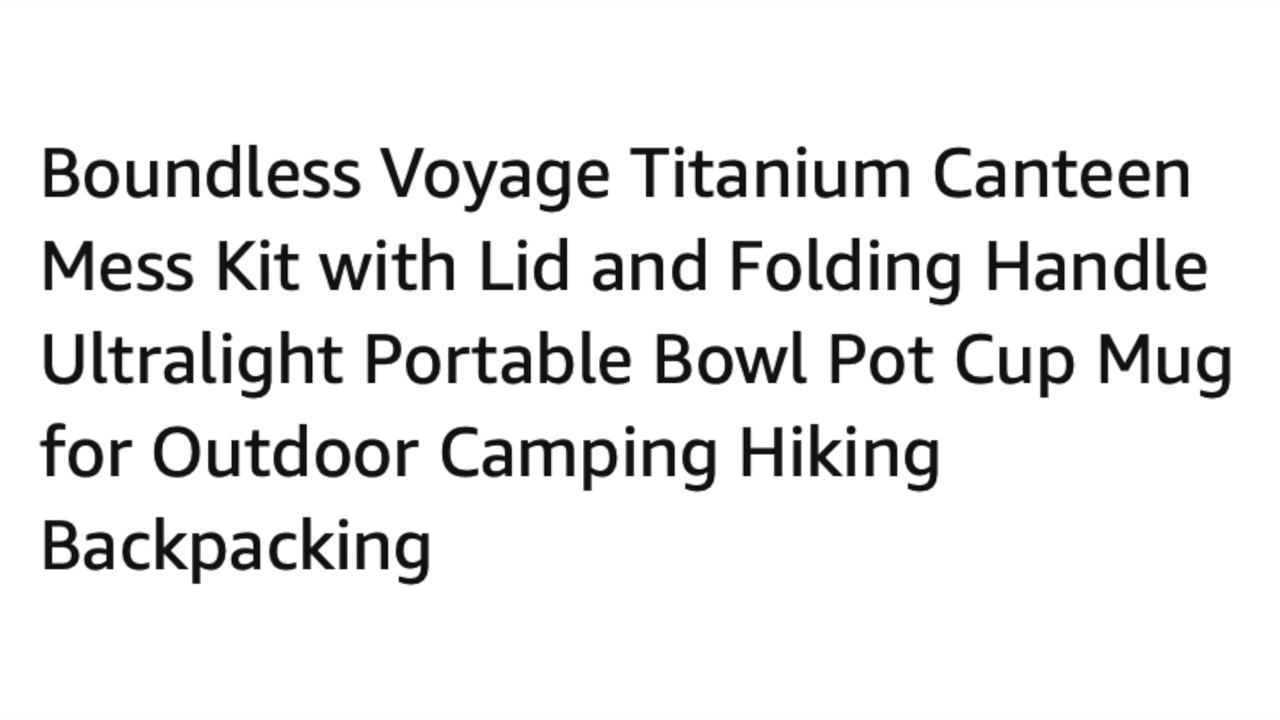 Boundless Voyage Titanium Canteen
Mess Kit with Lid and Folding Handle
Ultralight Portable Bowl Pot Cup Mug
for Outdoor Camping Hiking
Backpacking